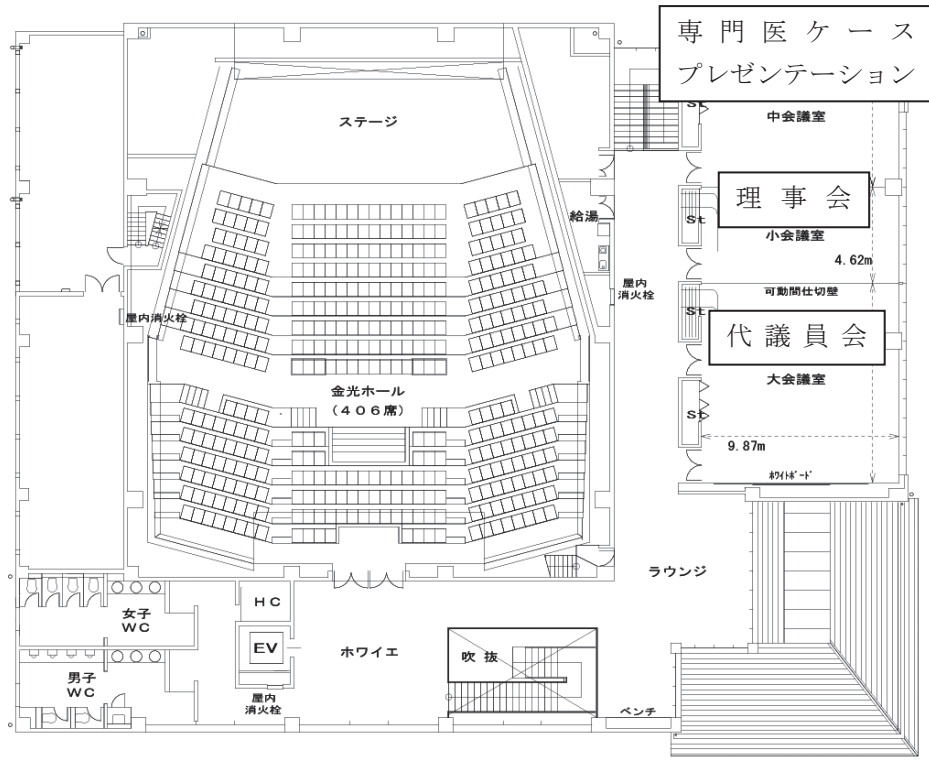 専門医ケース
プレゼンテーション
St
中会議室
ステージ
理事会
給湯
St
小会議室
4.62m
屋内
消火栓
可動間仕切壁
屋内消火栓
St
代議員会
金光ホール
(406席)
大会議室
St
9.87m
ホワイトボード
ラウンジ
HC
女子
WC
EV
ホワイエ
吹抜
男子
WC
屋内
消火栓
ベンチ